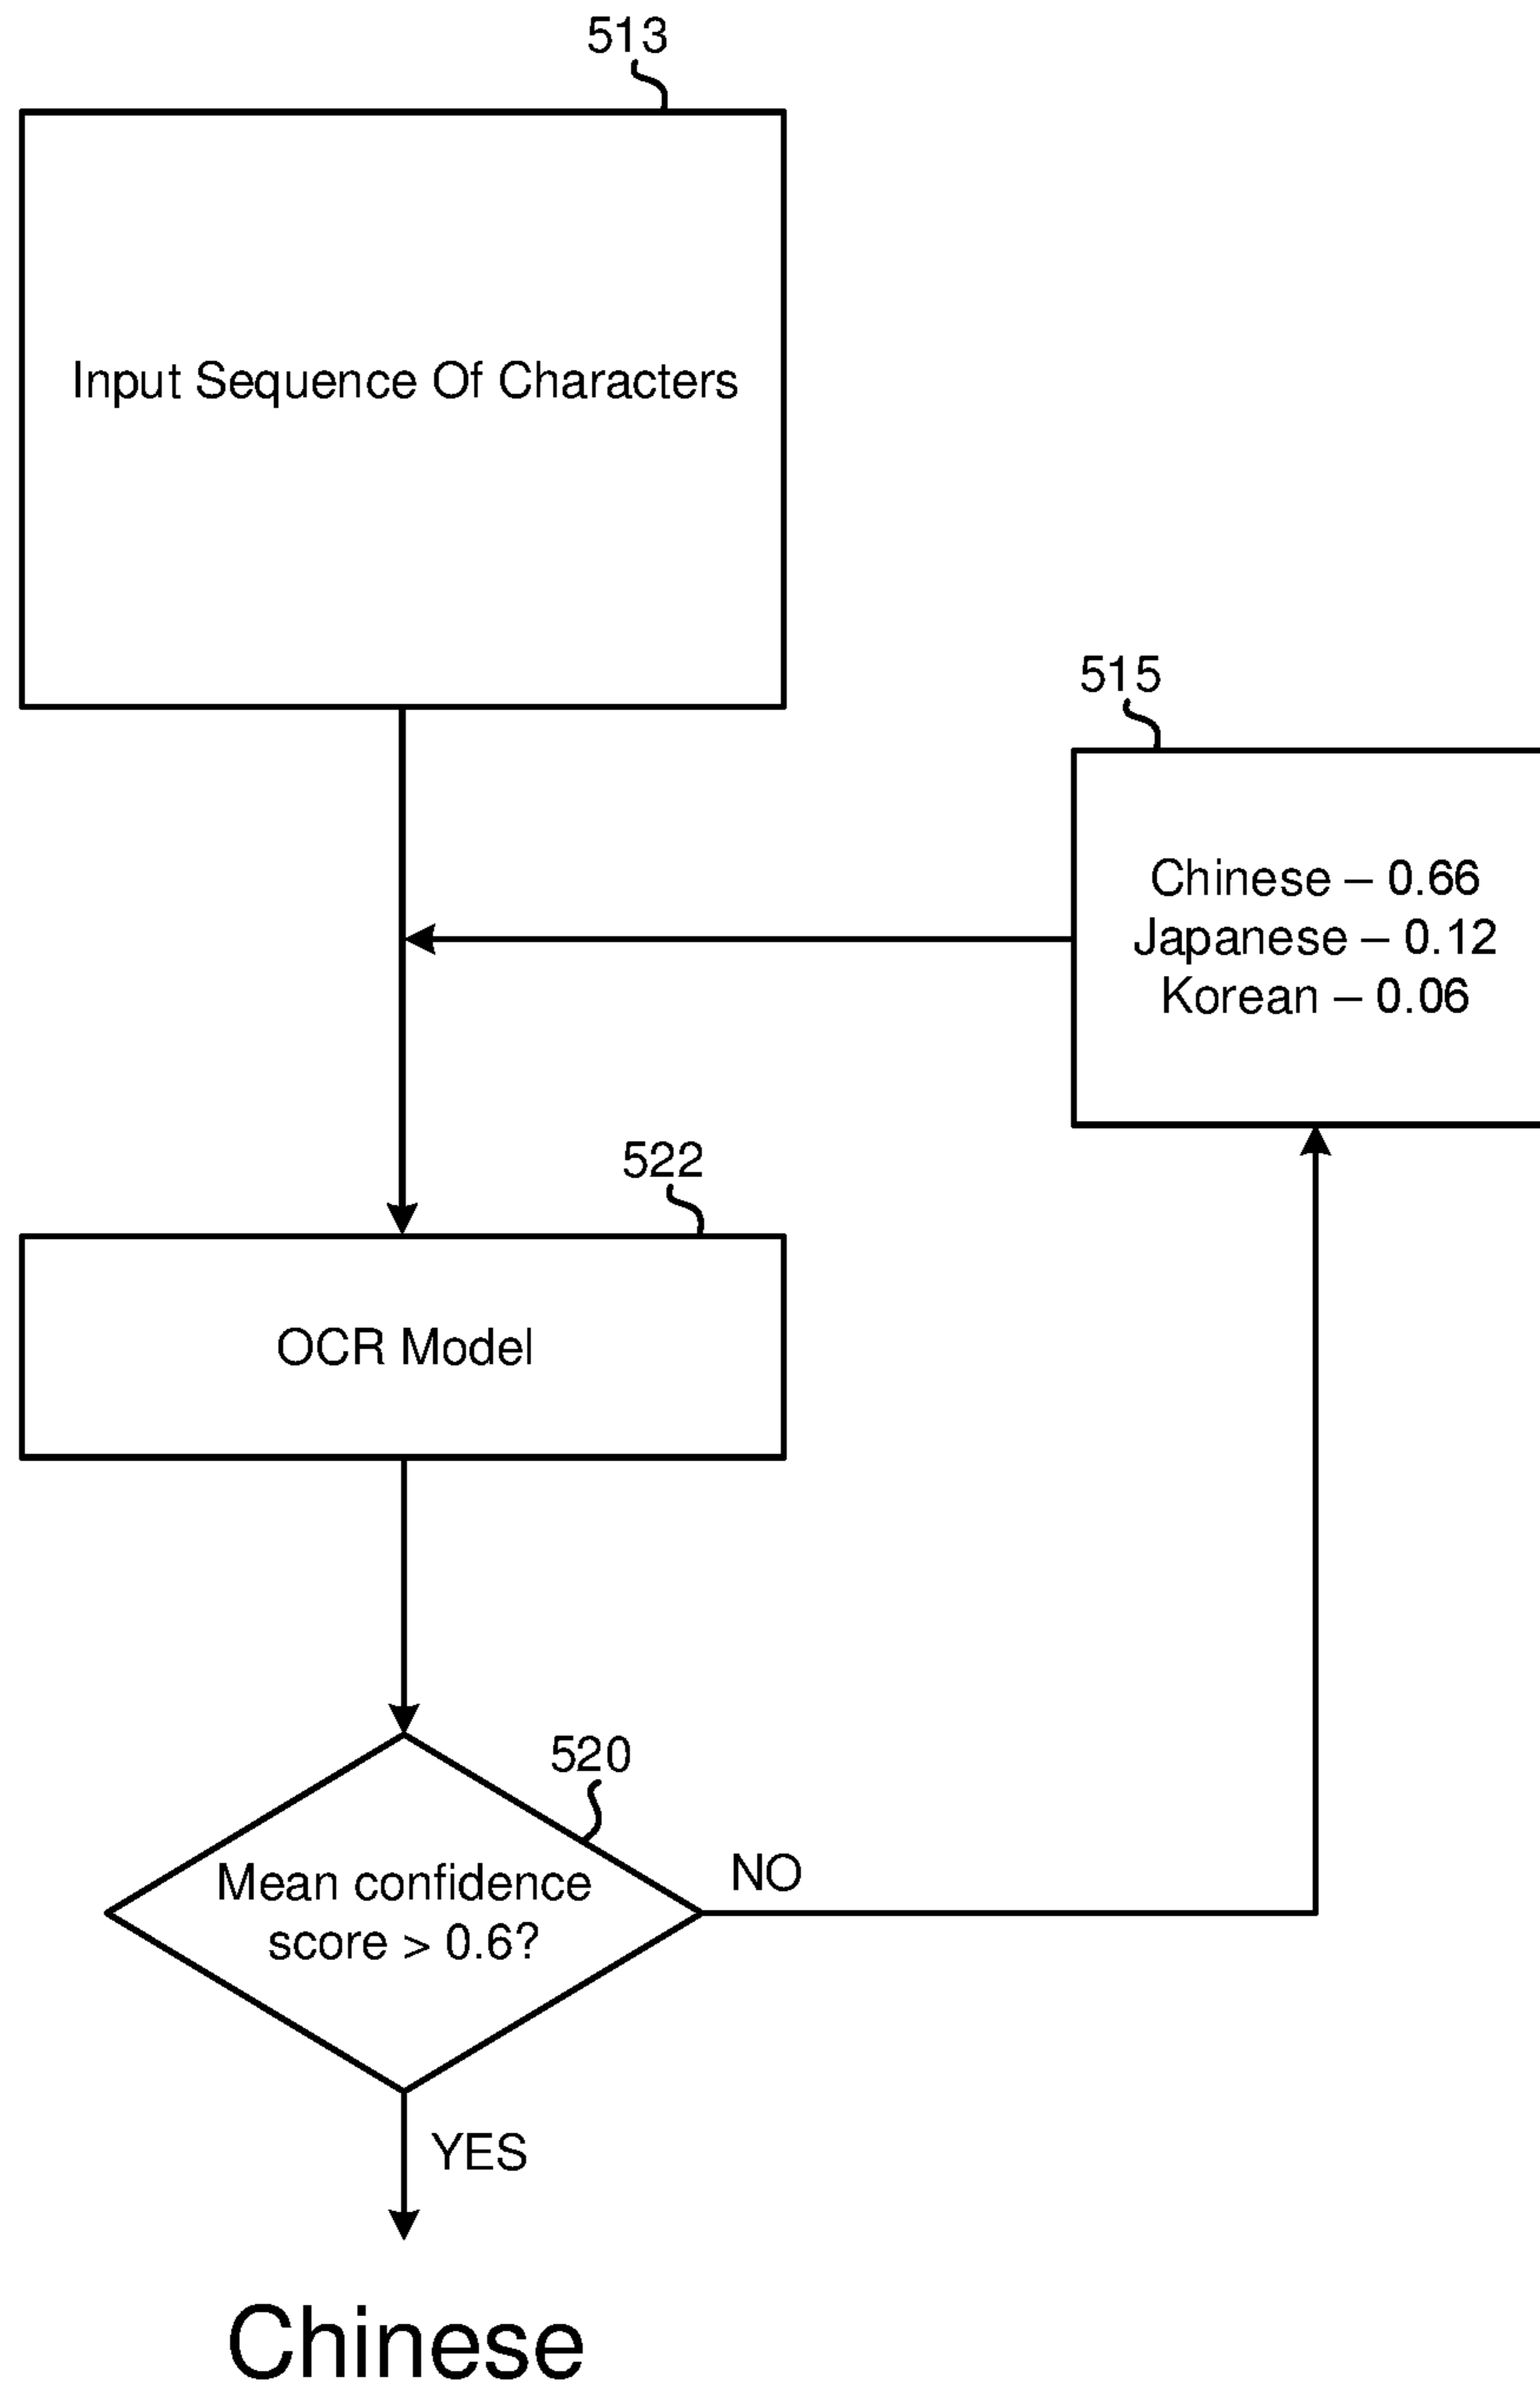 513
Input Sequence Of Characters
515
Chinese – 0.66
Japanese – 0.12
Korean – 0.06
522
OCR Model
520
Mean confidence
score > 0.6?
NO
YES
Chinese